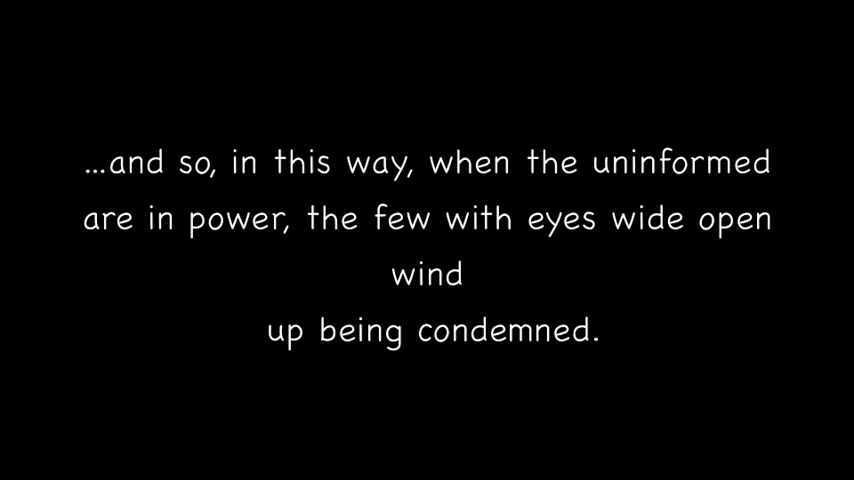 ...and so, in this way, when the uninformed
are in power, the few with eyes wide open
wind
up being condemned.